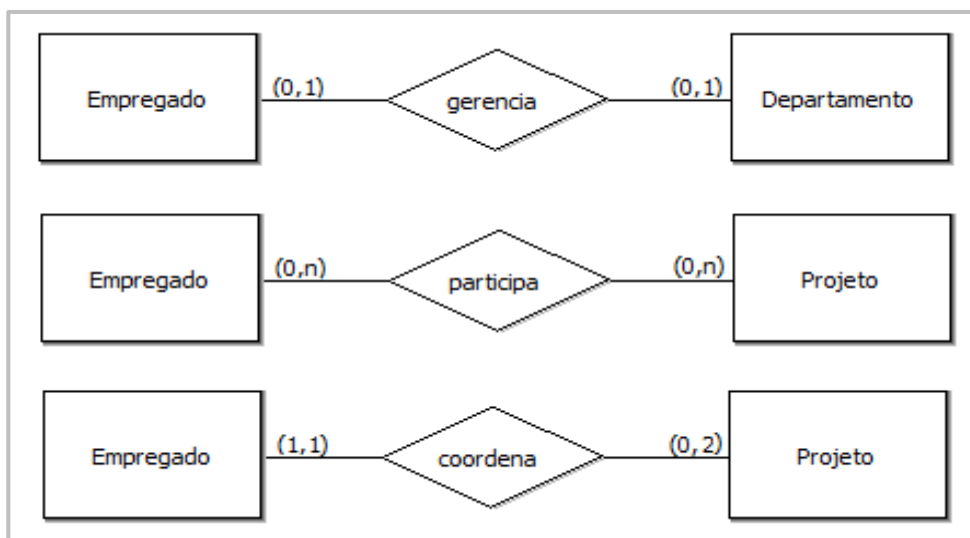 Empregado (0,1) gerencia (0,1) Departamento
Empregado (0,n) participa (0,n) Projeto
Empregado (1,1) coordena (0,2) Projeto